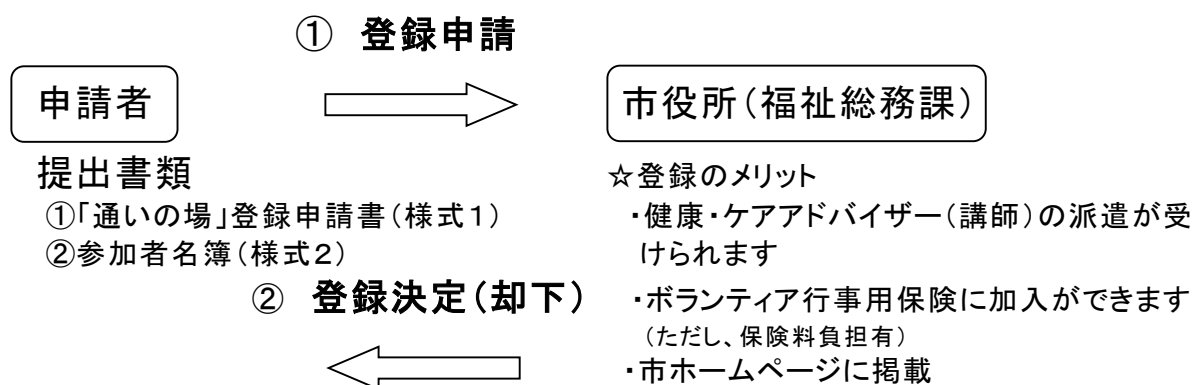 ① 登録申請
申請者
市役所（福祉総務課）
提出書類
①「通いの場」登録申請書（様式１）
②参加者名簿（様式２）
☆登録のメリット
・健康・ケアアドバイザー（講師）の派遣が受
けられます
② 登録決定（却下）
・ボランティア行事用保険に加入ができます
（ただし、保険料負担有）
・市ホームページに掲載